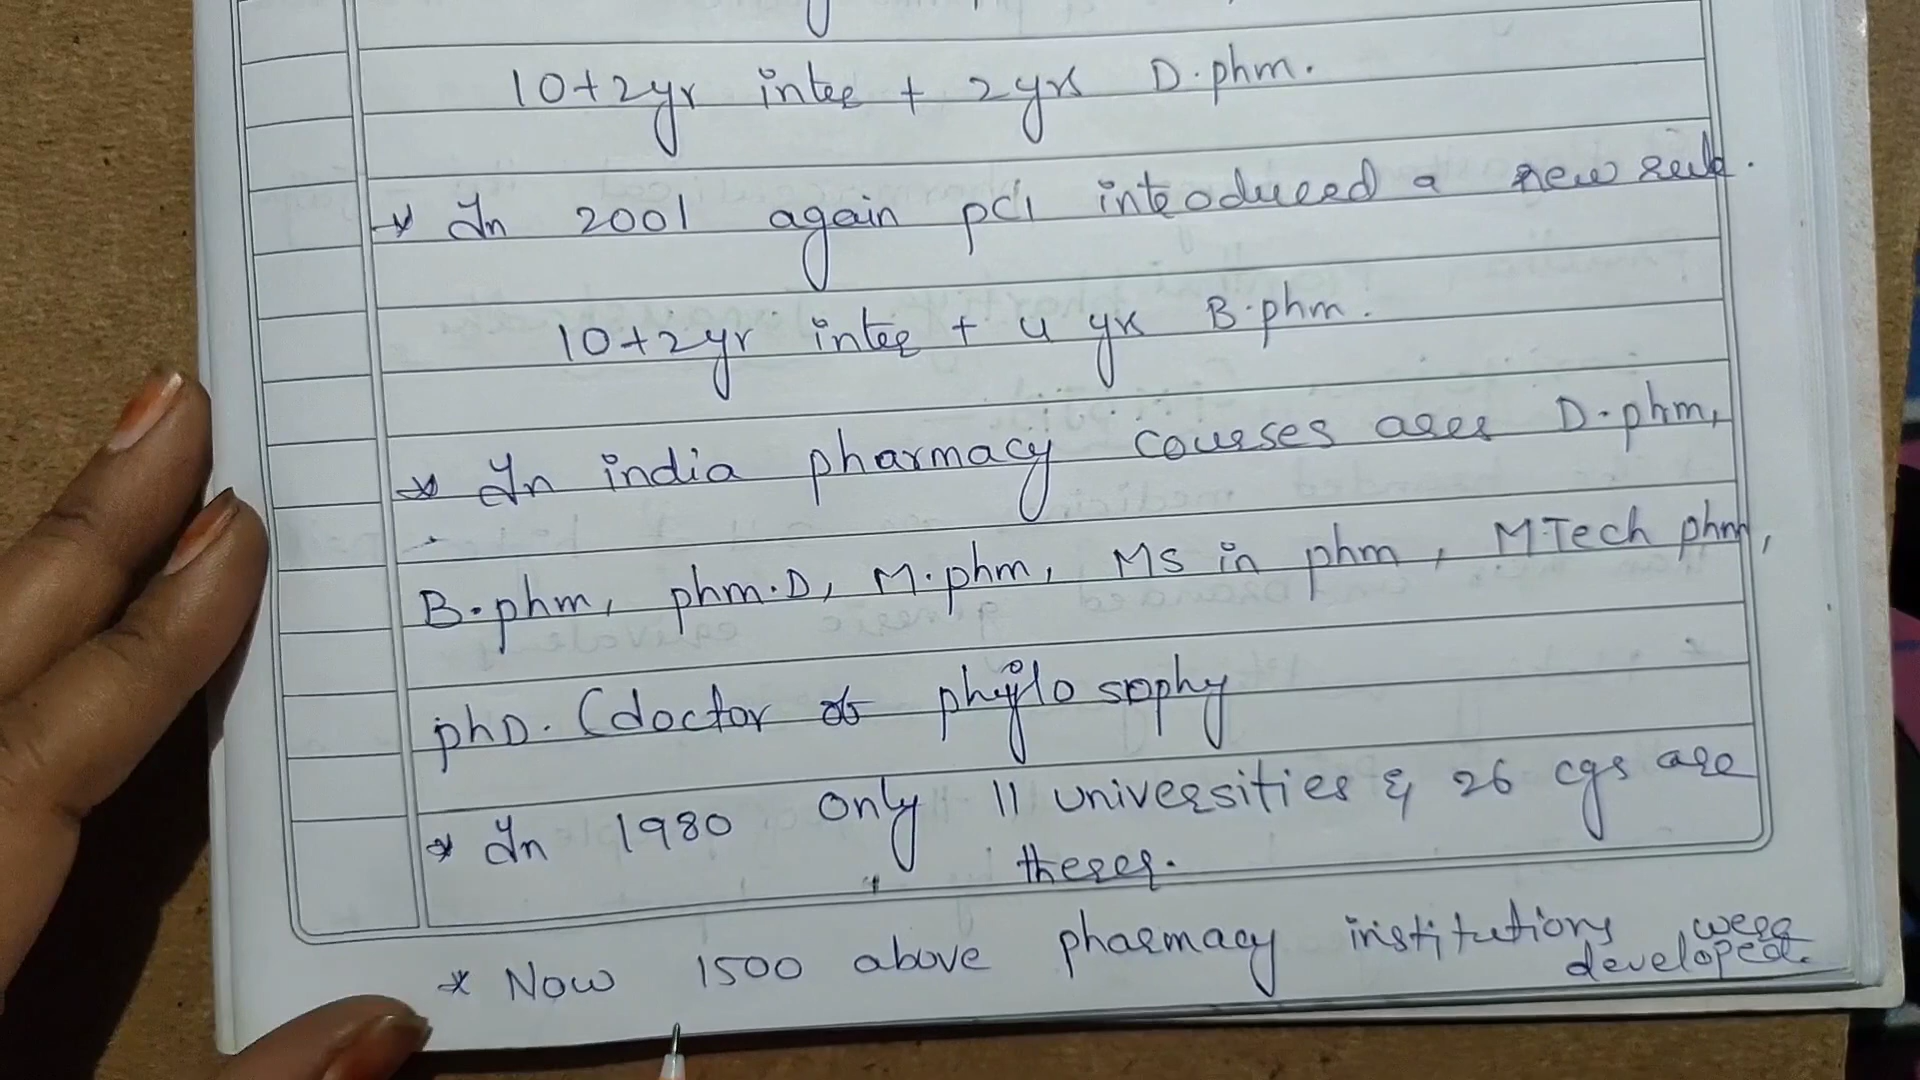 10+2yr inter + 2yrs D.phm.
* In 2001 again pci introduced a new rule.
10+2yr inter + 4 yrs B.phm.
* In india pharmacy courses ares D.phm,
B.phm, phm.D, M.phm, MS in phm, M.Tech phm,
phD. (doctor of phylosophy
* In 1980 only 11 universities & 26 cgs are
there.
* Now 1500 above pharmacy institutions were
developed.